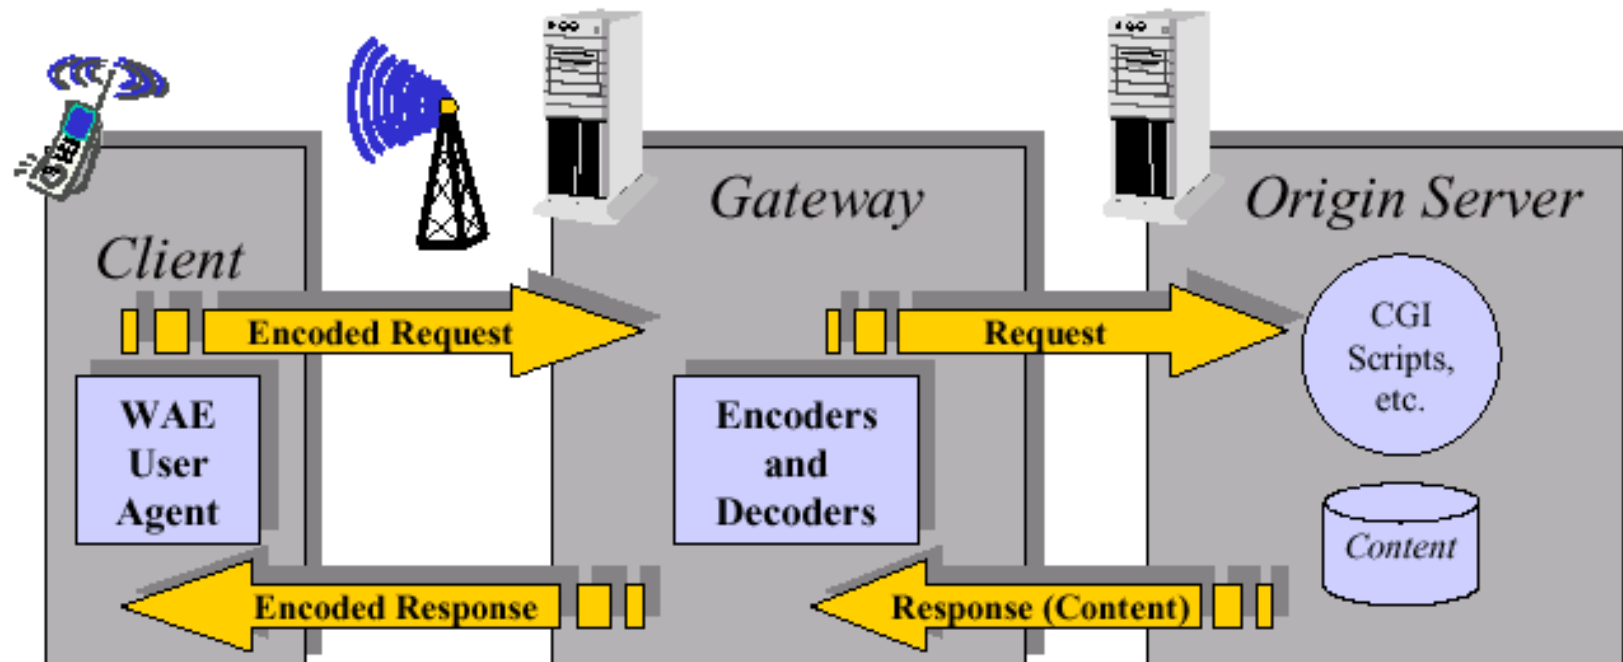 Client
Gateway
Origin Server
Encoded Request
Request
CGI
Scripts,
etc.
WAE
User
Agent
Encoders
and
Decoders
Content
Encoded Response
Response (Content)